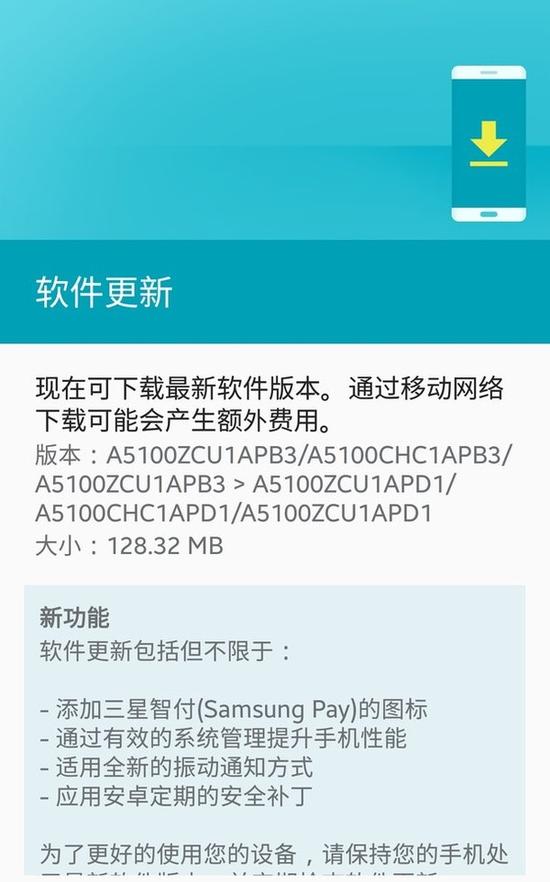 软件更新
现在可下载最新软件版本。通过移动网络
下载可能会产生额外费用。
版本：A5100ZCU1APB3/A5100CHC1APB3/
A5100ZCU1APB3 > A5100ZCU1APD1/
A5100CHC1APD1/A5100ZCU1APD1
大小：128.32 MB
新功能
软件更新包括但不限于：
- 添加三星智付(Samsung Pay)的图标
- 通过有效的系统管理提升手机性能
- 适用全新的振动通知方式
- 应用安卓定期的安全补丁
为了更好的使用您的设备，请保持您的手机处